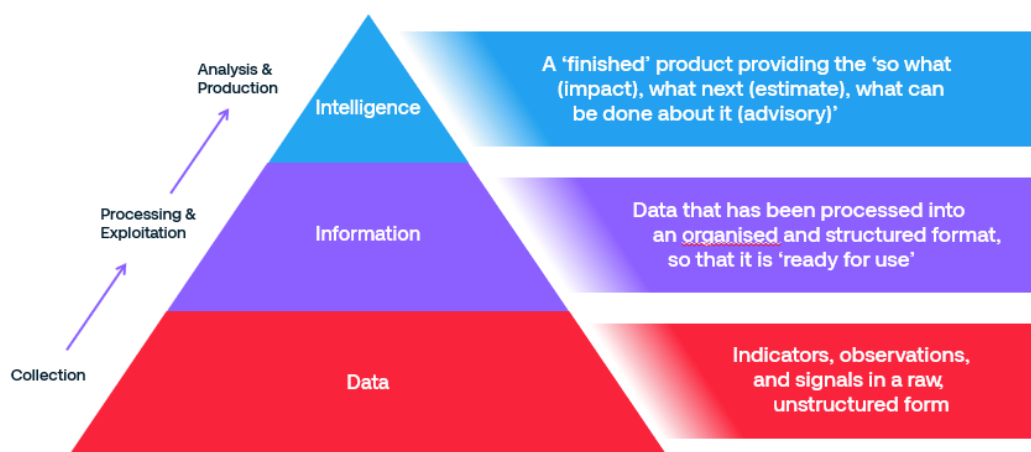 Analysis &
Production
Intelligence
A ‘finished’ product providing the ‘so what
(impact), what next (estimate), what can
be done about it (advisory)’
Processing &
Exploitation
Information
Data that has been processed into
an organised and structured format,
so that it is ‘ready for use’
Collection
Data
Indicators, observations,
and signals in a raw,
unstructured form